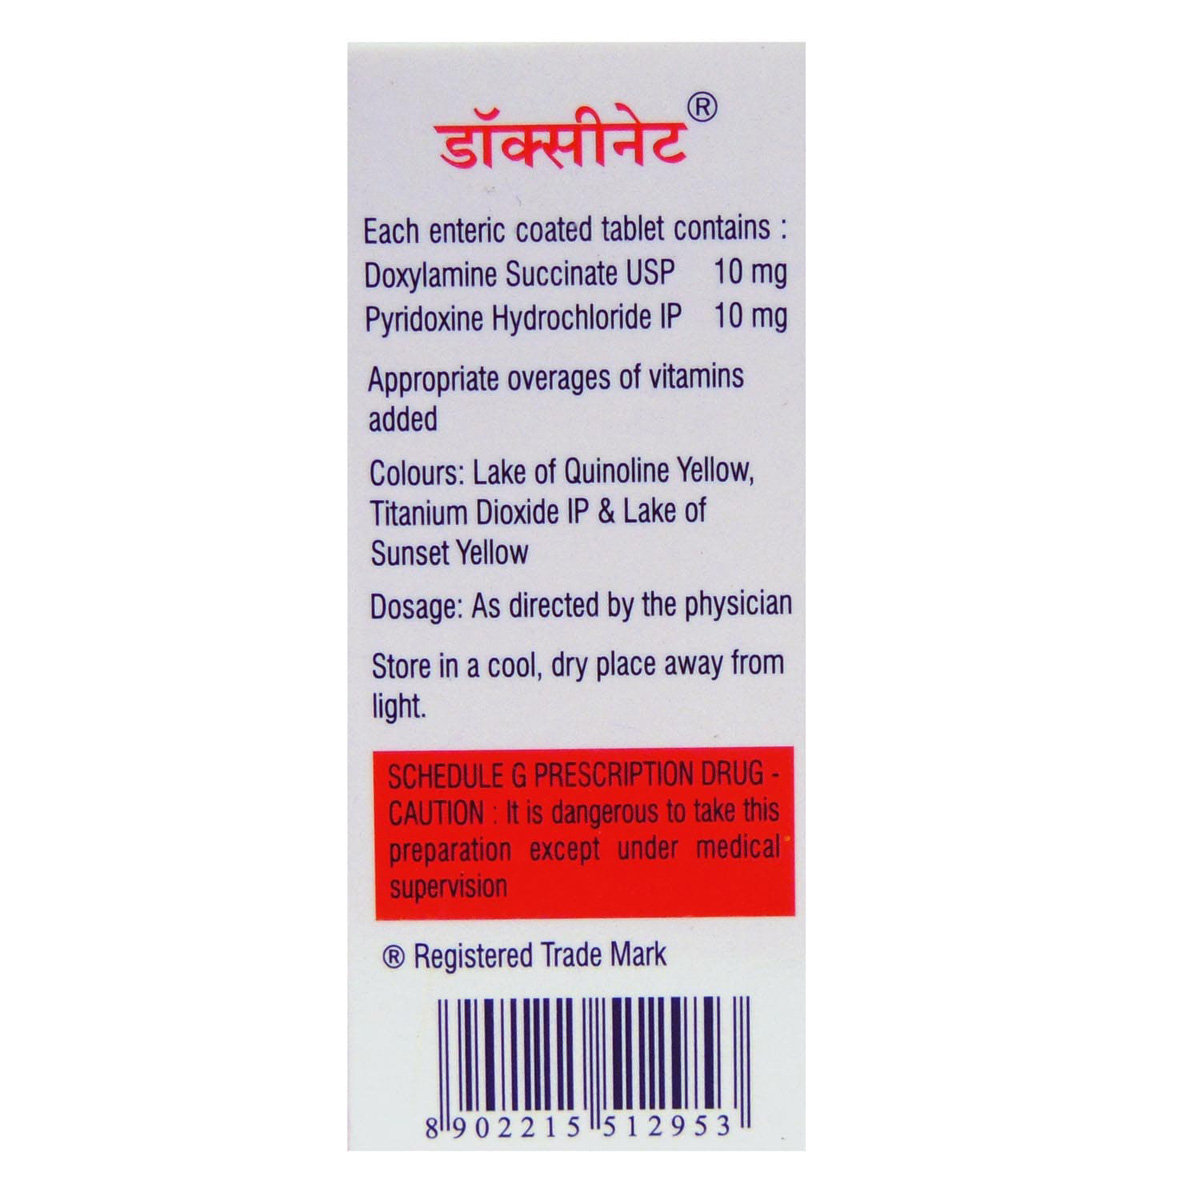 डॉक्सीनेट®
Each enteric coated tablet contains :
Doxylamine Succinate USP 10 mg
Pyridoxine Hydrochloride IP 10 mg
Appropriate overages of vitamins
added
Colours: Lake of Quinoline Yellow,
Titanium Dioxide IP & Lake of
Sunset Yellow
Dosage: As directed by the physician
Store in a cool, dry place away from
light.
SCHEDULE G PRESCRIPTION DRUG -
CAUTION : It is dangerous to take this
preparation except under medical
supervision
® Registered Trade Mark
8 902215 512953